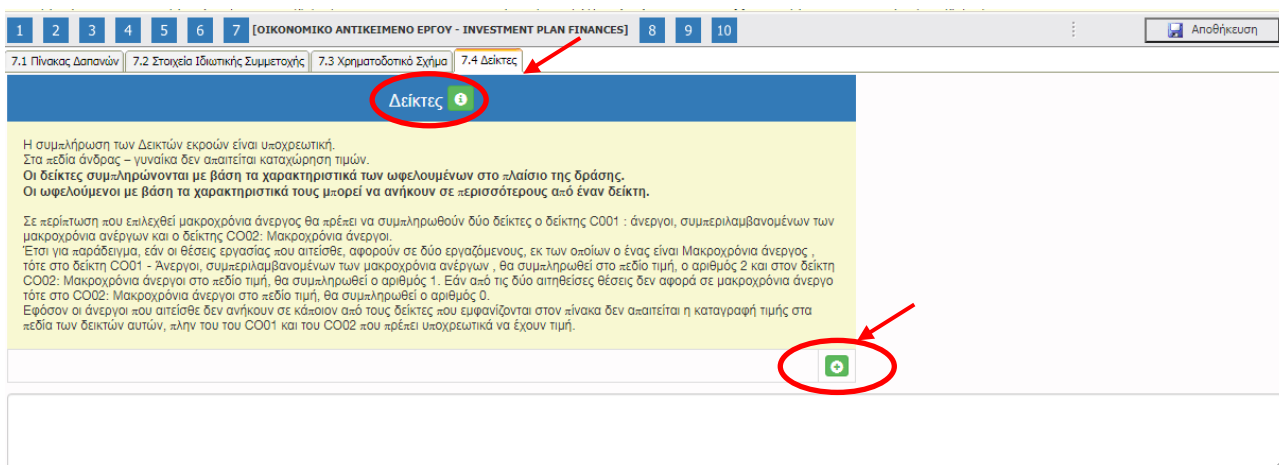 1 2 3 4 5 6 7 [ΟΙΚΟΝΟΜΙΚΟ ΑΝΤΙΚΕΙΜΕΝΟ ΕΡΓΟΥ - INVESTMENT PLAN FINANCES] 8 9 10 Αποθήκευση
7.1 Πίνακας Δαπανών 7.2 Στοιχεία Ιδιωτικής Συμμετοχής 7.3 Χρηματοδοτικό Σχήμα 7.4 Δείκτες
Δείκτες
Η συμπλήρωση των Δεικτών εκροών είναι υποχρεωτική.
Στα πεδία άνδρας – γυναίκα δεν απαιτείται καταχώρηση τιμών.
Οι δείκτες συμπληρώνονται με βάση τα χαρακτηριστικά των ωφελουμένων στο πλαίσιο της δράσης.
Οι ωφελούμενοι με βάση τα χαρακτηριστικά τους μπορεί να ανήκουν σε περισσότερους από έναν δείκτη.
Σε περίπτωση που επιλεχθεί μακροχρόνια άνεργος θα πρέπει να συμπληρωθούν δύο δείκτες ο δείκτης C001 : άνεργοι, συμπεριλαμβανομένων των
μακροχρόνια ανέργων και ο δείκτης CO02: Μακροχρόνια άνεργοι.
Έτσι για παράδειγμα, εάν οι θέσεις εργασίας που αιτείσθε, αφορούν σε δύο εργαζόμενους, εκ των οποίων ο ένας είναι Μακροχρόνια άνεργος ,
τότε στο δείκτη CO01 - Άνεργοι, συμπεριλαμβανομένων των μακροχρόνια ανέργων , θα συμπληρωθεί στο πεδίο τιμή, ο αριθμός 2 και στον δείκτη
CO02: Μακροχρόνια άνεργοι στο πεδίο τιμή, θα συμπληρωθεί ο αριθμός 1. Εάν από τις δύο αιτηθείσες θέσεις δεν αφορά σε μακροχρόνια άνεργο
τότε στο CO02: Μακροχρόνια άνεργοι στο πεδίο τιμή, θα συμπληρωθεί ο αριθμός 0.
Εφόσον οι άνεργοι που αιτείσθε δεν ανήκουν σε κάποιον από τους δείκτες που εμφανίζονται στον πίνακα δεν απαιτείται η καταγραφή τιμής στα
πεδία των δεικτών αυτών, πλην του του CO01 και του CO02 που πρέπει υποχρεωτικά να έχουν τιμή.